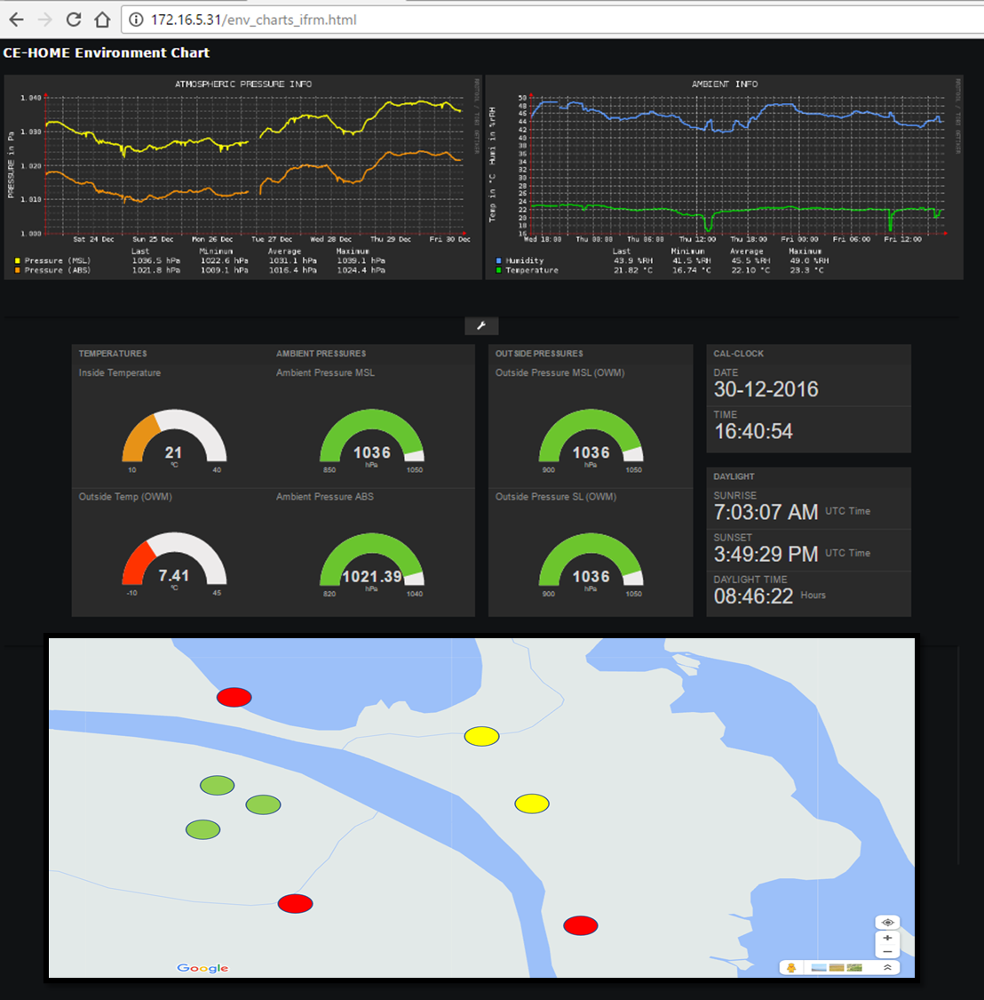 172.16.5.31/env_charts_ifrm.html
CE-HOME Environment Chart
ATMOSPHERIC PRESSURE INFO
RRDTOOL / TOBI OETIKER
PRESSURE in Pa
1.040
1.030
1.020
1.010
1.000
Sat 24 Dec Sun 25 Dec Mon 26 Dec Tue 27 Dec Wed 28 Dec Thu 29 Dec Fri 30 Dec
Last Minimum Average Maximum
Pressure (MSL) 1036.5 hPa 1022.6 hPa 1031.1 hPa 1039.1 hPa
Pressure (ABS) 1021.8 hPa 1009.1 hPa 1016.4 hPa 1024.4 hPa
AMBIENT INFO
RRDTOOL / TOBI OETIKER
Temp in °C Humi in %rRH
50
48
46
44
42
40
38
36
34
32
30
28
26
24
22
20
18
16
Wed 18:00 Thu 00:00 Thu 06:00 Thu 12:00 Thu 18:00 Fri 00:00 Fri 06:00 Fri 12:00
Last Minimum Average Maximum
Humidity 43.9 %RH 41.5 %RH 45.5 %RH 49.0 %RH
Temperature 21.82 °C 16.74 °C 22.10 °C 23.3 °C
TEMPERATURES
Inside Temperature
21
°C
10 40
Outside Temp (OWM)
7.41
°C
-10 45
AMBIENT PRESSURES
Ambient Pressure MSL
1036
hPa
850 1050
Ambient Pressure ABS
1021.39
hPa
820 1040
OUTSIDE PRESSURES
Outside Pressure MSL (OWM)
1036
hPa
900 1050
Outside Pressure SL (OWM)
1036
hPa
900 1050
CAL-CLOCK
DATE
30-12-2016
TIME
16:40:54
DAYLIGHT
SUNRISE
7:03:07 AM UTC Time
SUNSET
3:49:29 PM UTC Time
DAYLIGHT TIME
08:46:22 Hours
Google